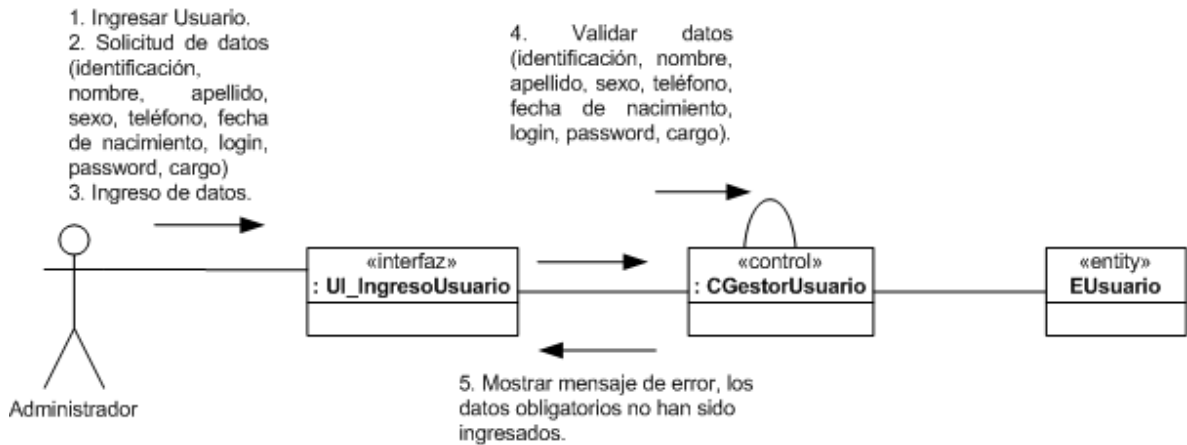 1. Ingresar Usuario.
2. Solicitud de datos
(identificación,
nombre, apellido,
sexo, teléfono, fecha
de nacimiento, login,
password, cargo)
3. Ingreso de datos.
4. Validar datos
(identificación, nombre,
apellido, sexo, teléfono,
fecha de nacimiento,
login, password, cargo).
«interfaz»
: UI_IngresoUsuario
«control»
: CGestorUsuario
«entity»
EUsuario
5. Mostrar mensaje de error, los
datos obligatorios no han sido
ingresados.
Administrador